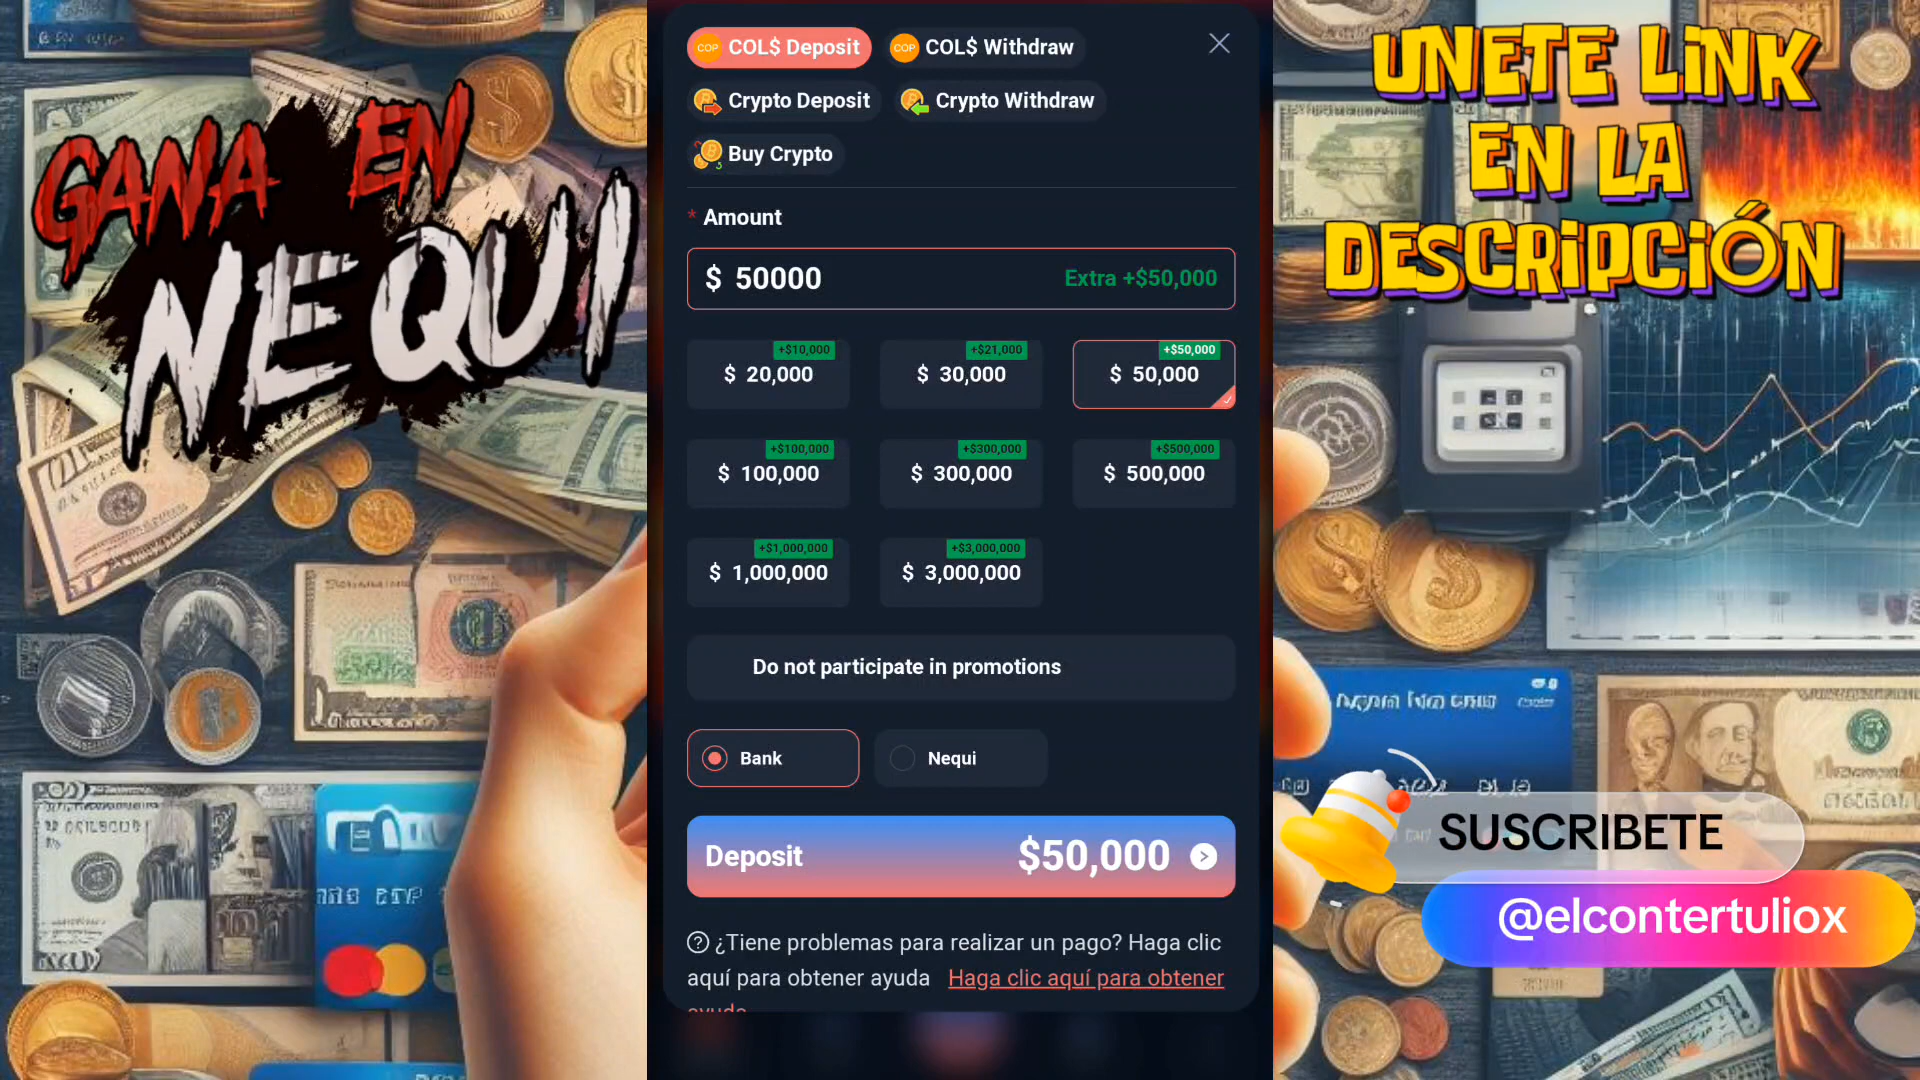 GANA EN
NEQUI
COP COL$ Deposit
COP COL$ Withdraw
Crypto Deposit
Crypto Withdraw
Buy Crypto
* Amount
$ 50000
Extra +$50,000
+$10,000
$ 20,000
+$21,000
$ 30,000
+$50,000
$ 50,000
+$100,000
$ 100,000
+$300,000
$ 300,000
+$500,000
$ 500,000
+$1,000,000
$ 1,000,000
+$3,000,000
$ 3,000,000
Do not participate in promotions
Bank
Nequi
Deposit
$50,000
¿Tiene problemas para realizar un pago? Haga clic
aquí para obtener ayuda Haga clic aquí para obtener
ayuda
UNETE LiNK
EN LA
DESCRiPCiÓN
SUSCRIBETE
@elcontertuliox